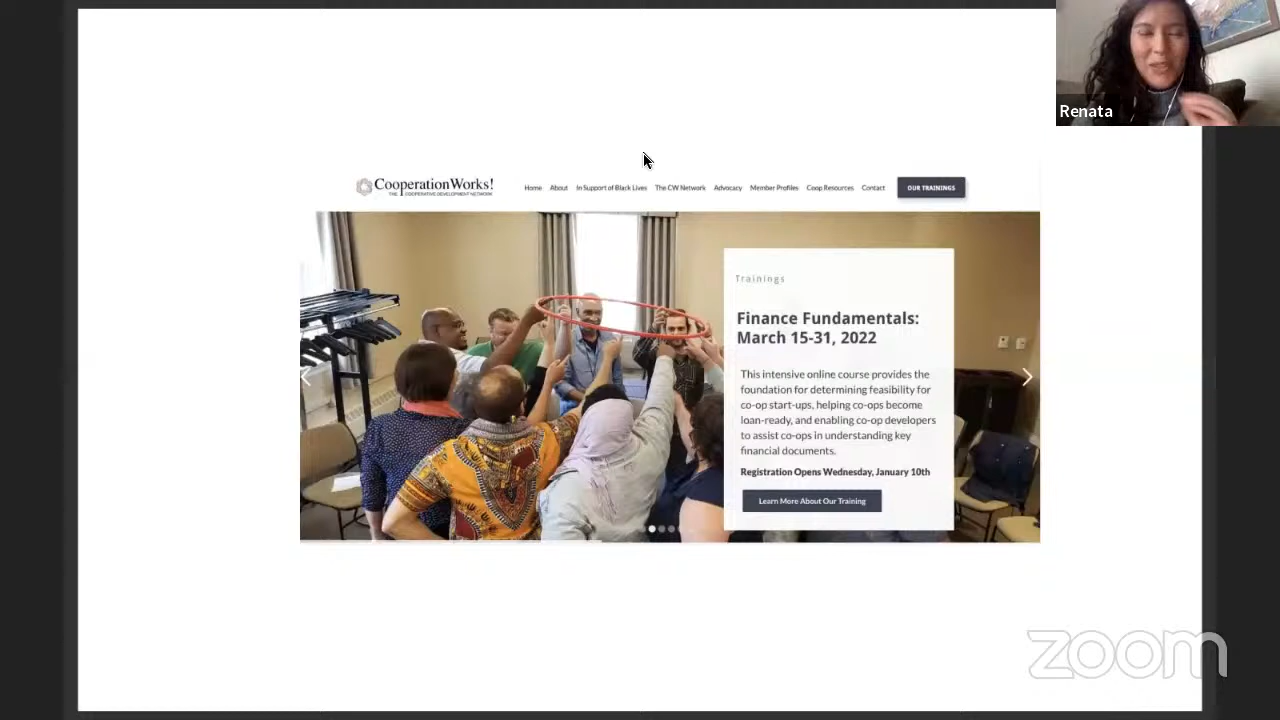 Renata
CooperationWorks!
THE COOPERATIVE DEVELOPMENT NETWORK
Home About In Support of Black Lives The CW Network Advocacy Member Profiles Coop Resources Contact OUR TRAININGS
Trainings
Finance Fundamentals:
March 15-31, 2022
This intensive online course provides the
foundation for determining feasibility for
co-op start-ups, helping co-ops become
loan-ready, and enabling co-op developers
to assist co-ops in understanding key
financial documents.
Registration Opens Wednesday, January 10th
Learn More About Our Training
zoom